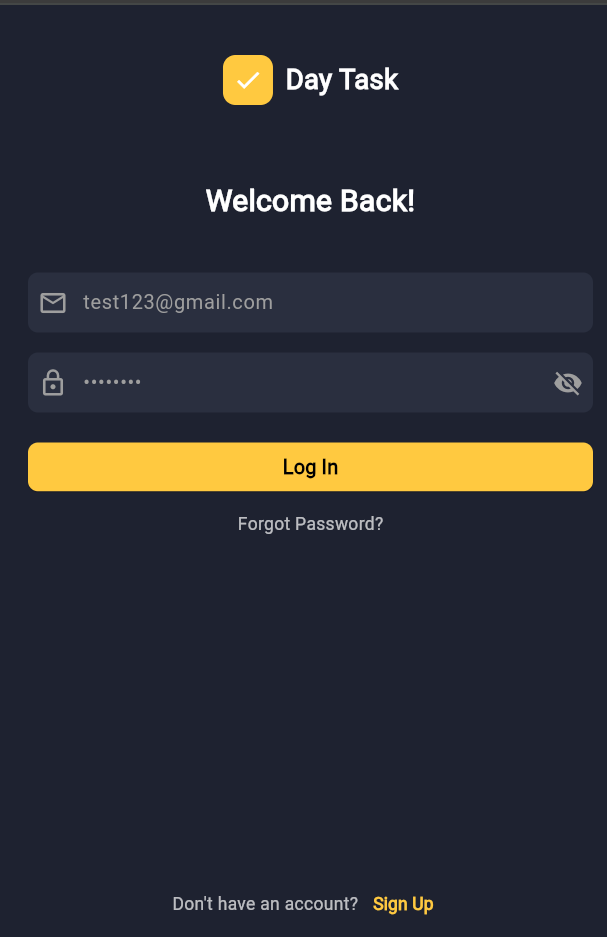 Day Task
Welcome Back!
test123@gmail.com
••••••••
Log In
Forgot Password?
Don't have an account? Sign Up